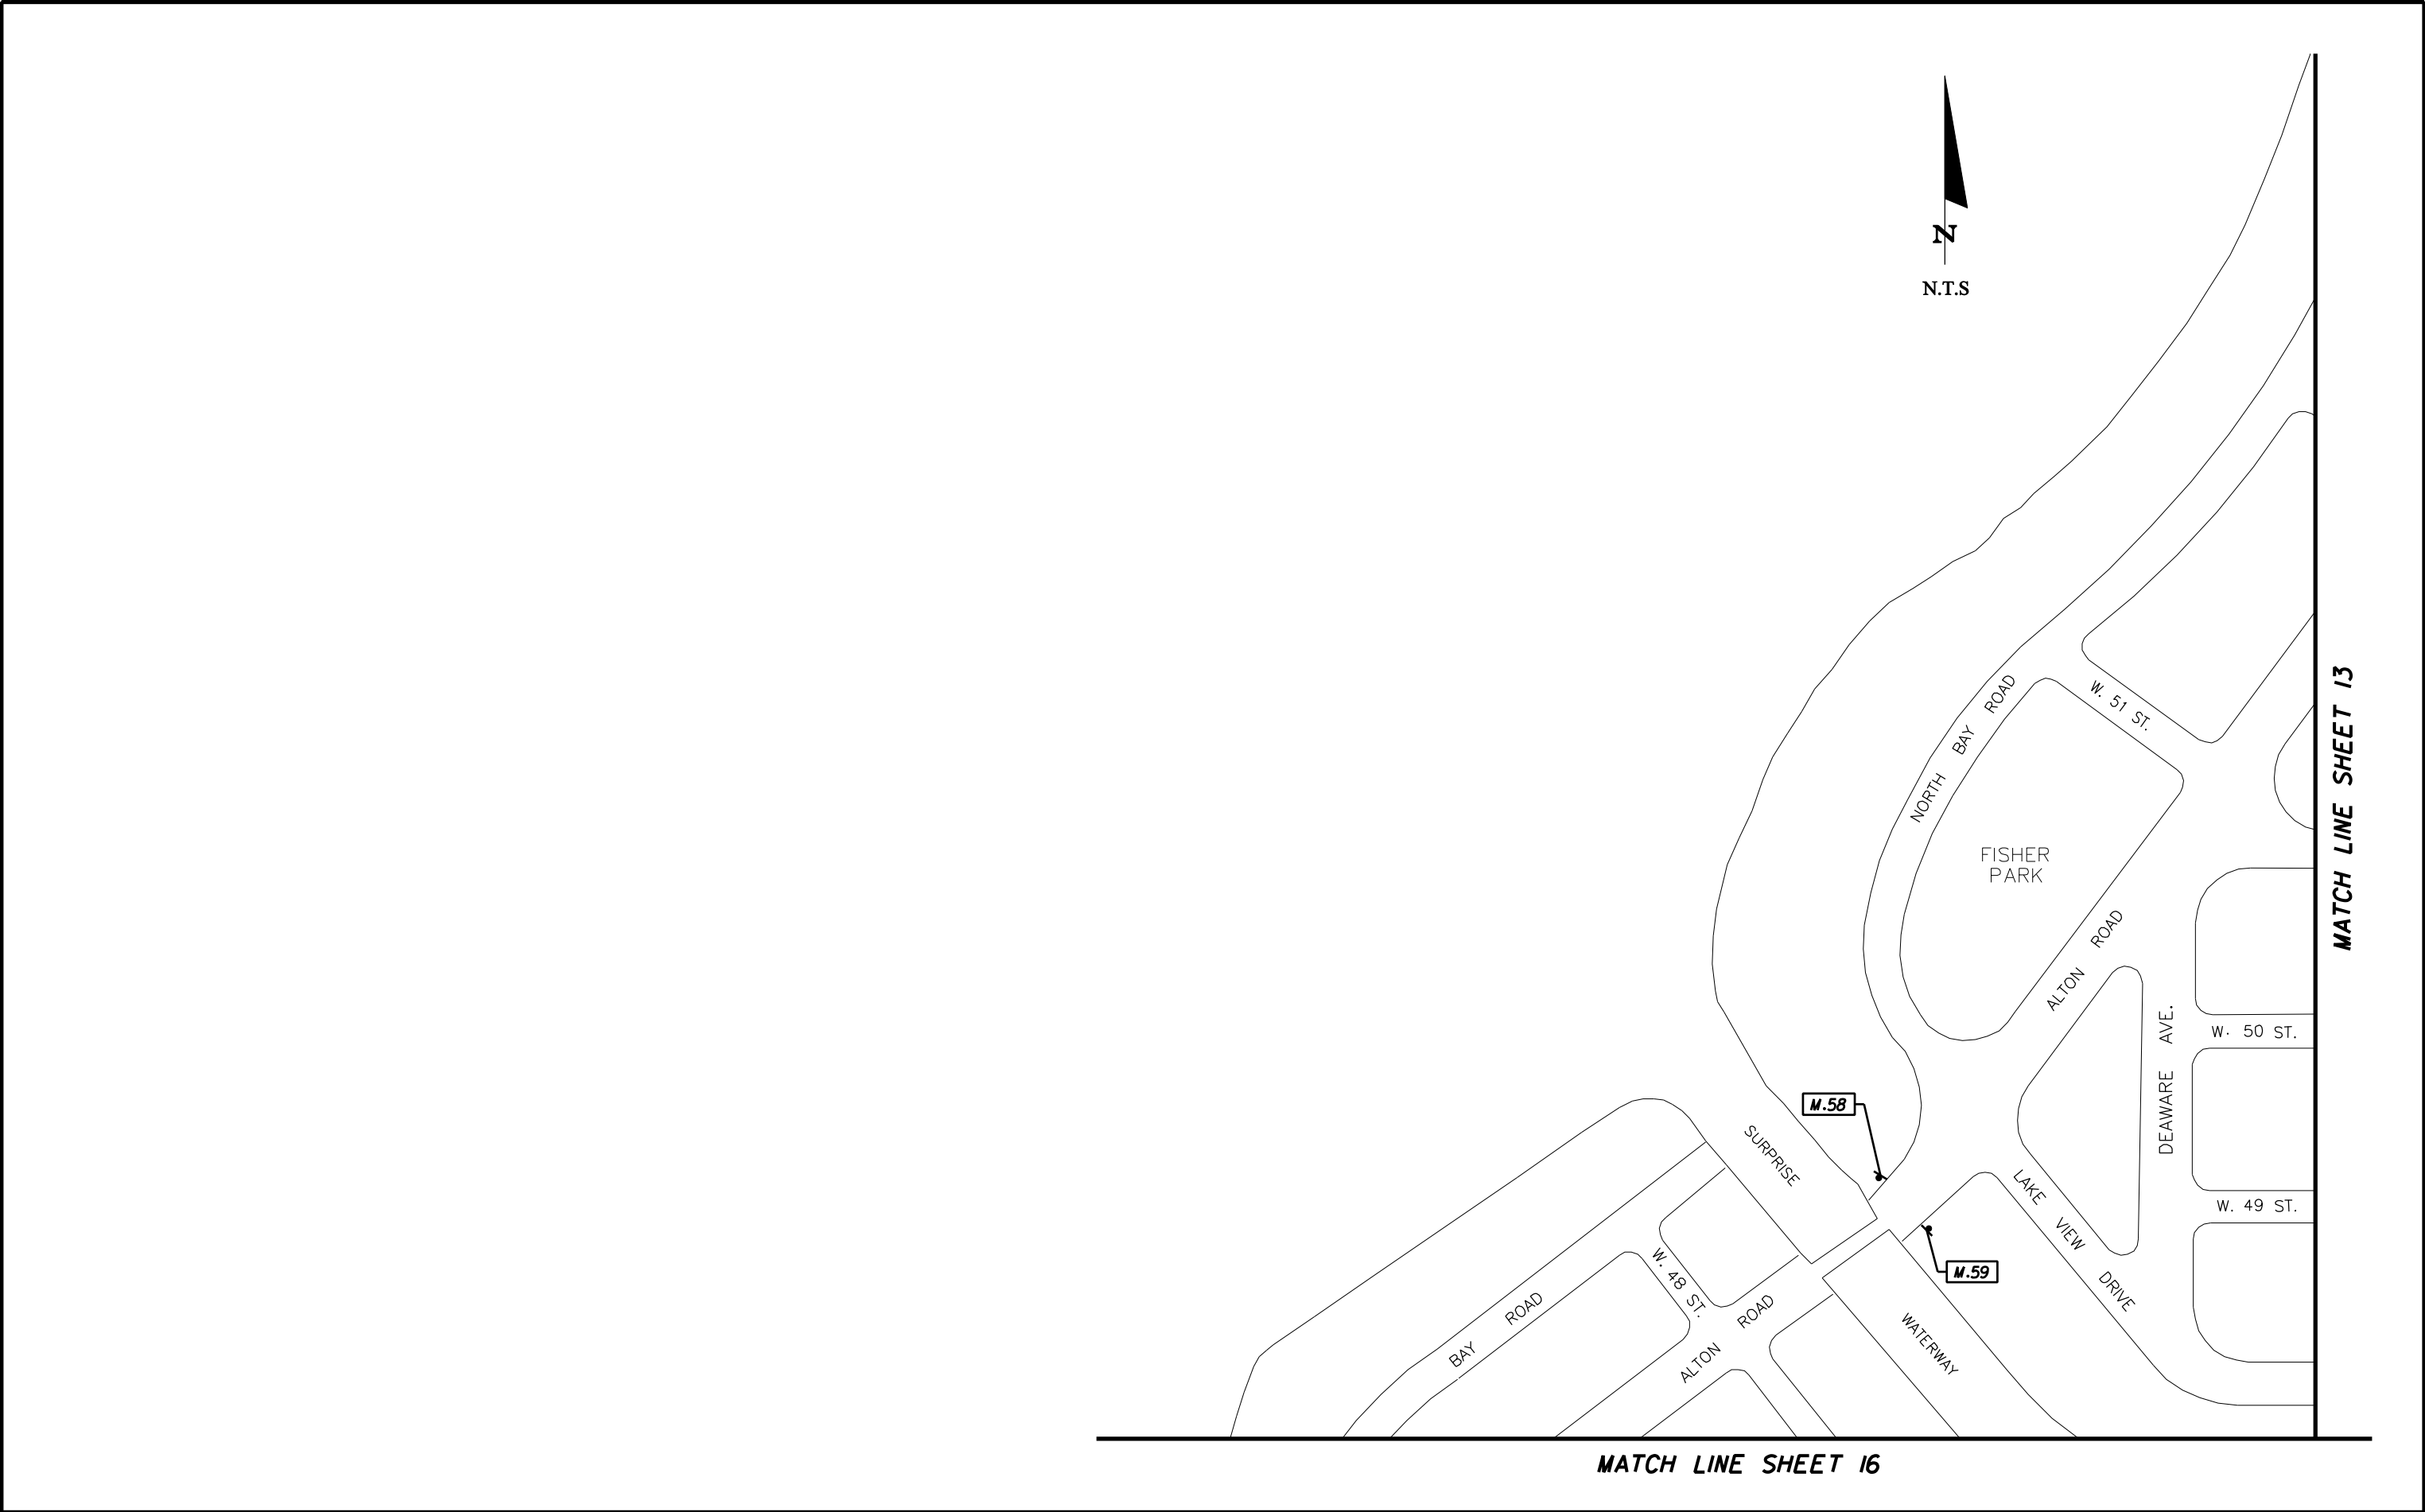 N
N.T.S
MATCH LINE SHEET 13
W. 51 ST.
NORTH BAY ROAD
FISHER
PARK
ALTON ROAD
DEAWARE AVE.
W. 50 ST.
M.58
SURPRISE
LAKE VIEW DRIVE
W. 49 ST.
W. 48 ST.
M.59
BAY ROAD
ALTON ROAD
WATERWAY
MATCH LINE SHEET 16